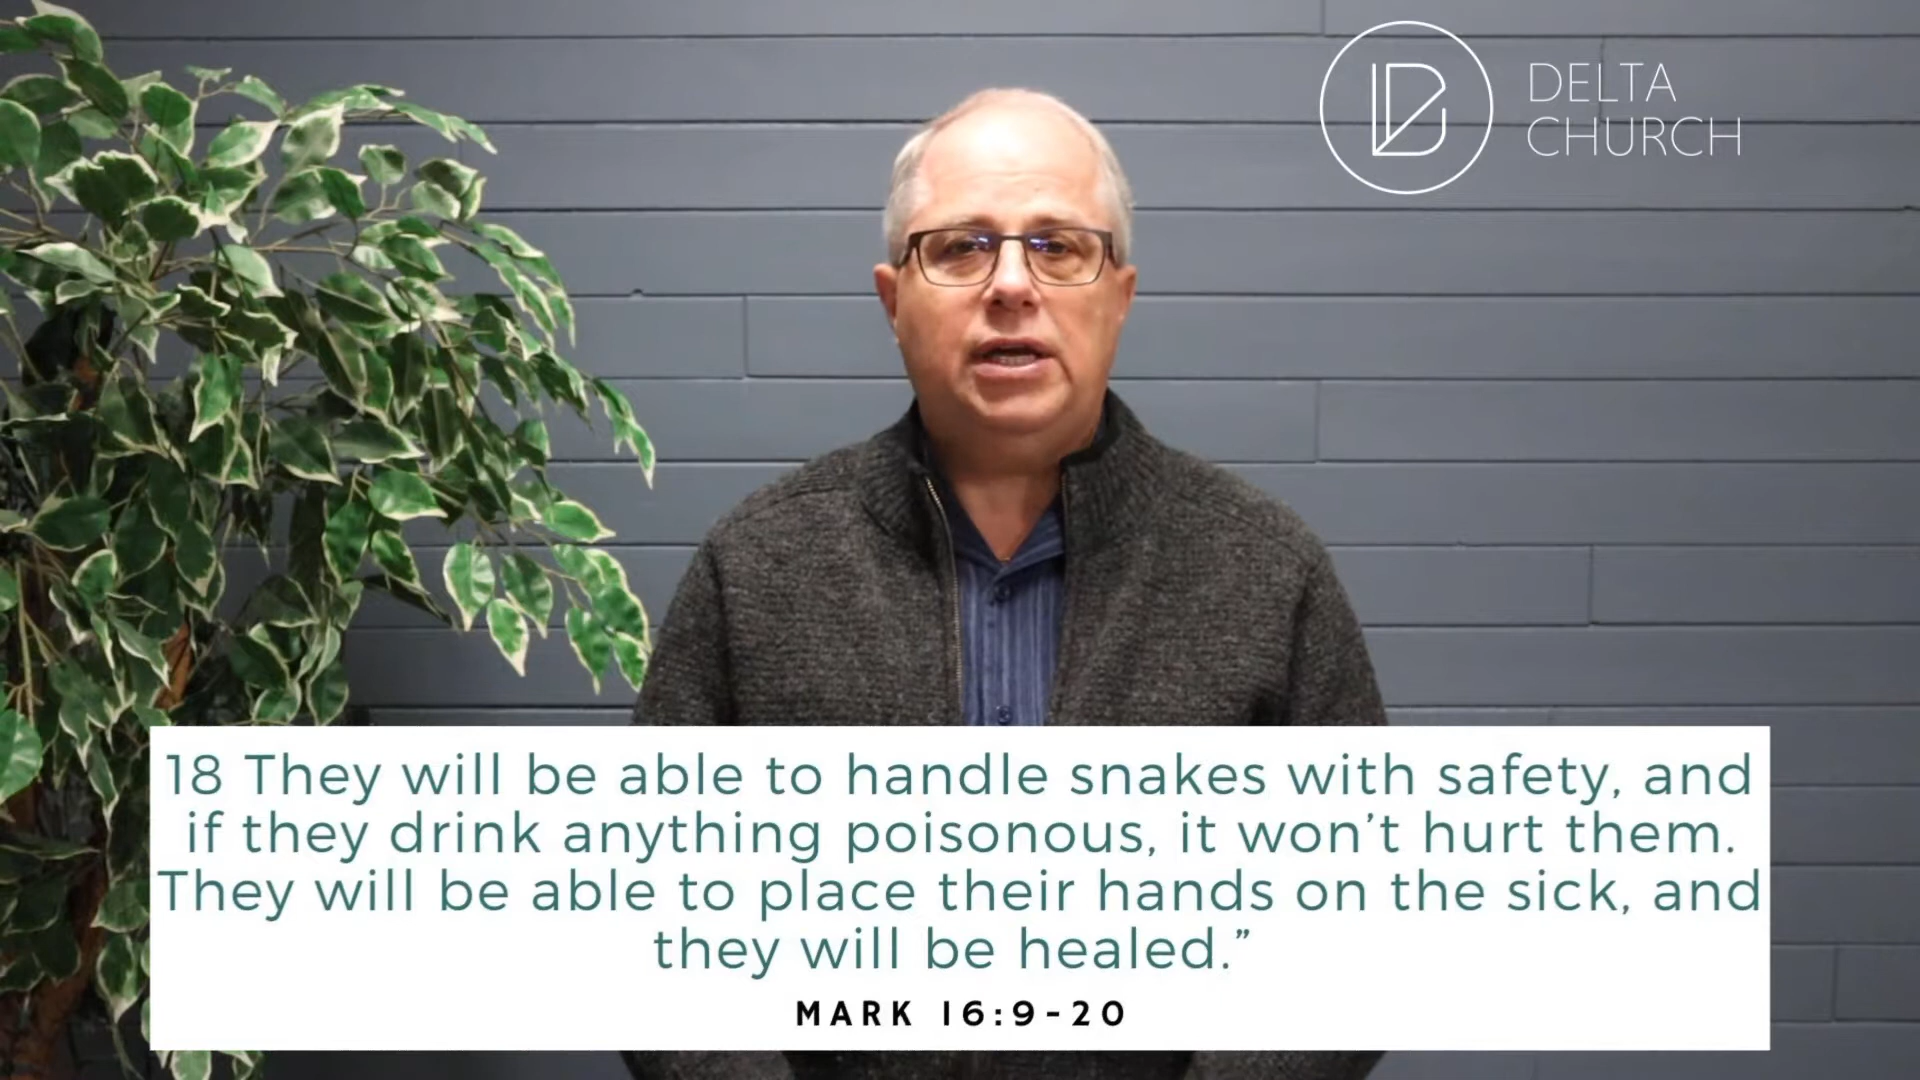 DELTA
CHURCH
18 They will be able to handle snakes with safety, and
if they drink anything poisonous, it won't hurt them.
They will be able to place their hands on the sick, and
they will be healed.”
MARK 16:9-20